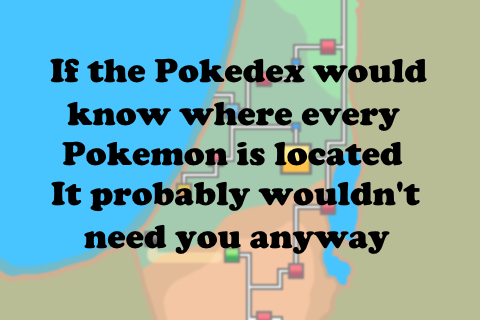 If the Pokedex would
know where every
Pokemon is located
It probably wouldn't
need you anyway